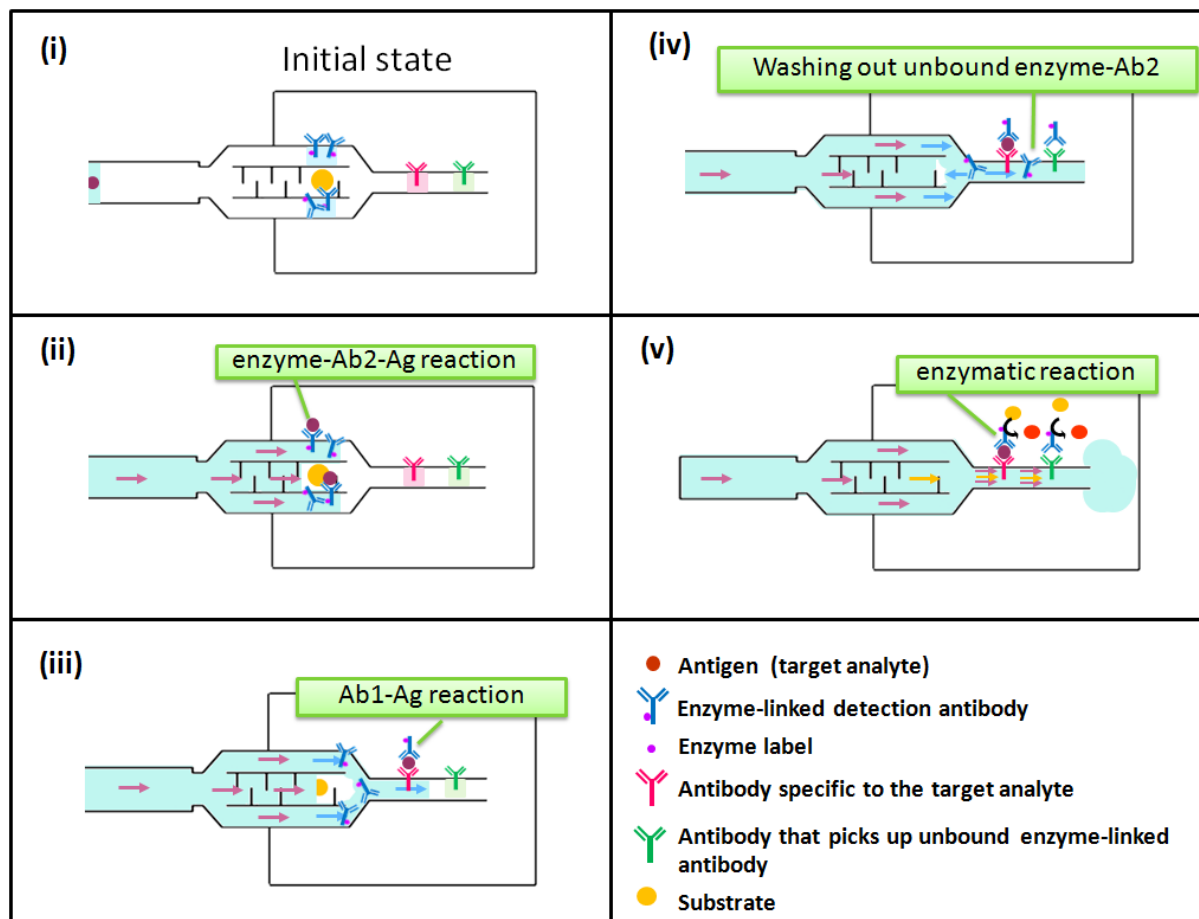 (i)
Initial state
(iv)
Washing out unbound enzyme-Ab2
(ii)
enzyme-Ab2-Ag reaction
(v)
enzymatic reaction
(iii)
Ab1-Ag reaction
Antigen (target analyte)
Enzyme-linked detection antibody
Enzyme label
Antibody specific to the target analyte
Antibody that picks up unbound enzyme-linked
antibody
Substrate